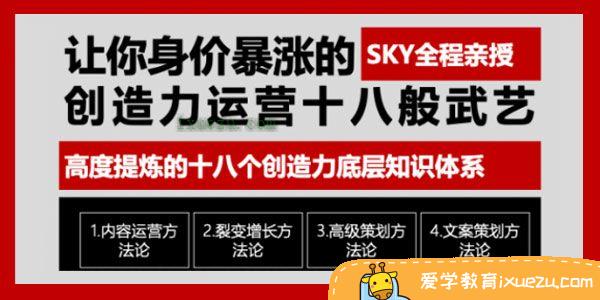 让你身价暴涨的
SKY全程亲授
创造力运营十八般武艺
高度提炼的十八个创造力底层知识体系
1.内容运营方
法论
2.裂变增长方
法论
3.高级策划方
法论
4.文案策划方
法论
爱学教育ixuezu.com